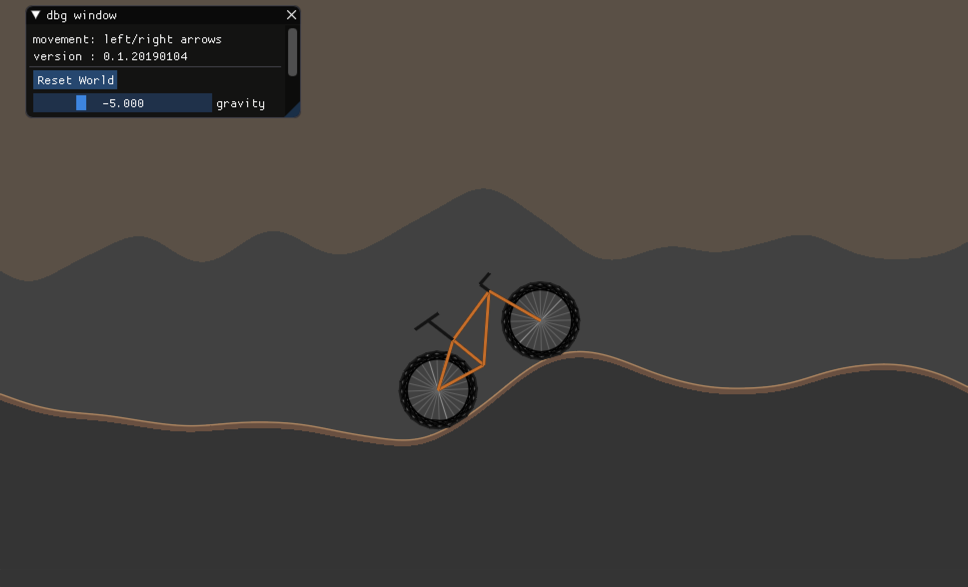 dbg window
movement: left/right arrows
version : 0.1.20190104
Reset World
-5.000 gravity